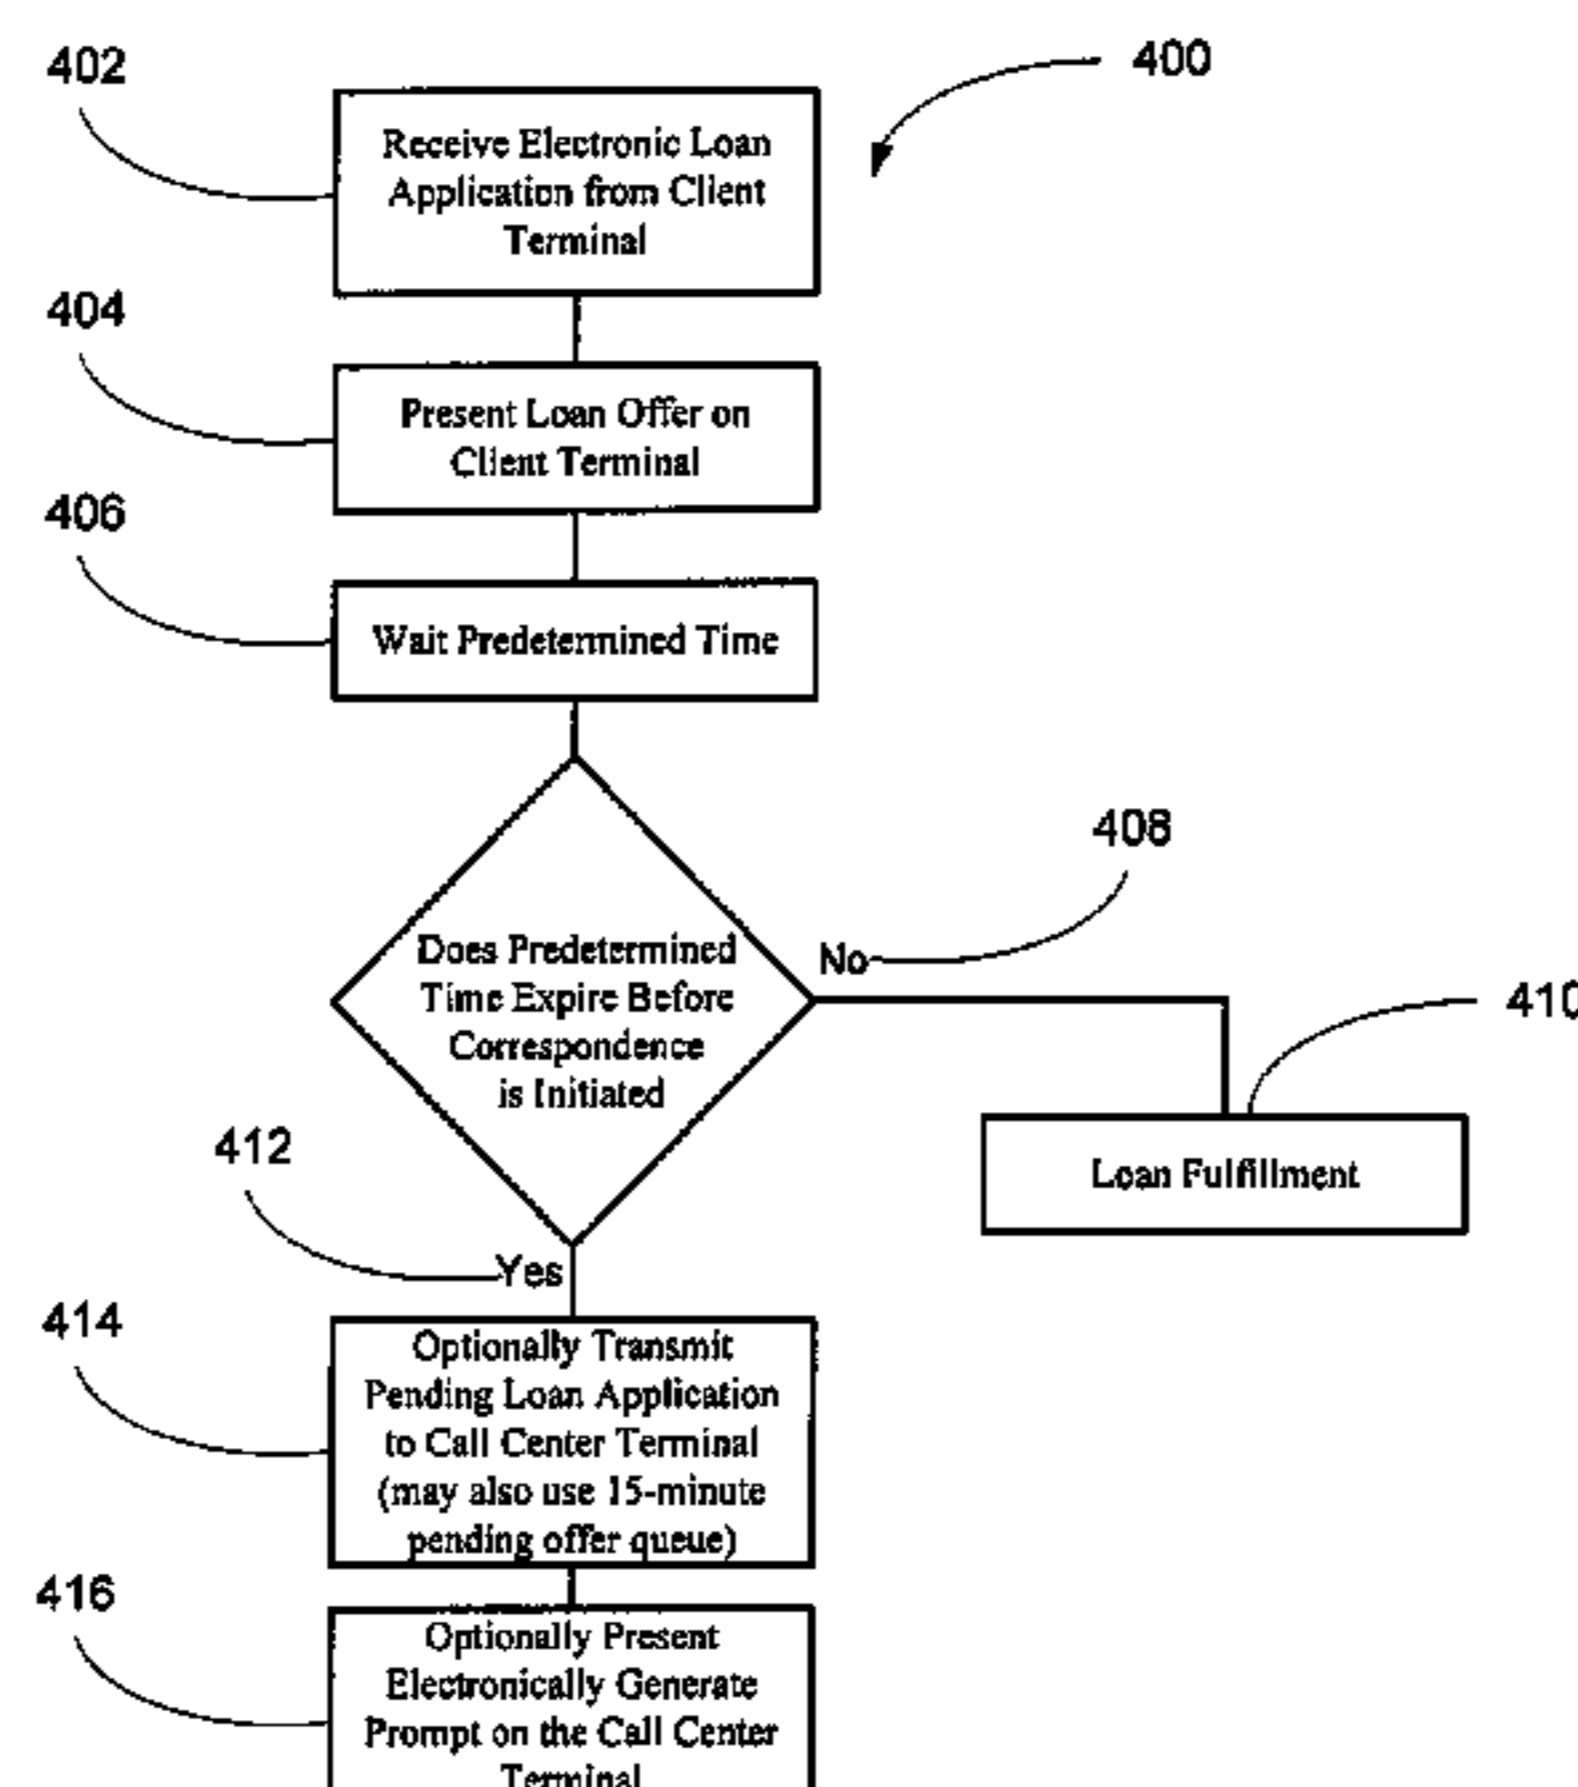 402
400
Receive Electronic Loan
Application from Client
Terminal
404
Present Loan Offer on
Client Terminal
406
Wait Predetermined Time
408
Does Predetermined
Time Expire Before
Correspondence
is Initiated
No
410
Loan Fulfillment
412
Yes
414
Optionally Transmit
Pending Loan Application
to Call Center Terminal
(may also use 15-minute
pending offer queue)
416
Optionally Present
Electronically Generate
Prompt on the Call Center
Terminal